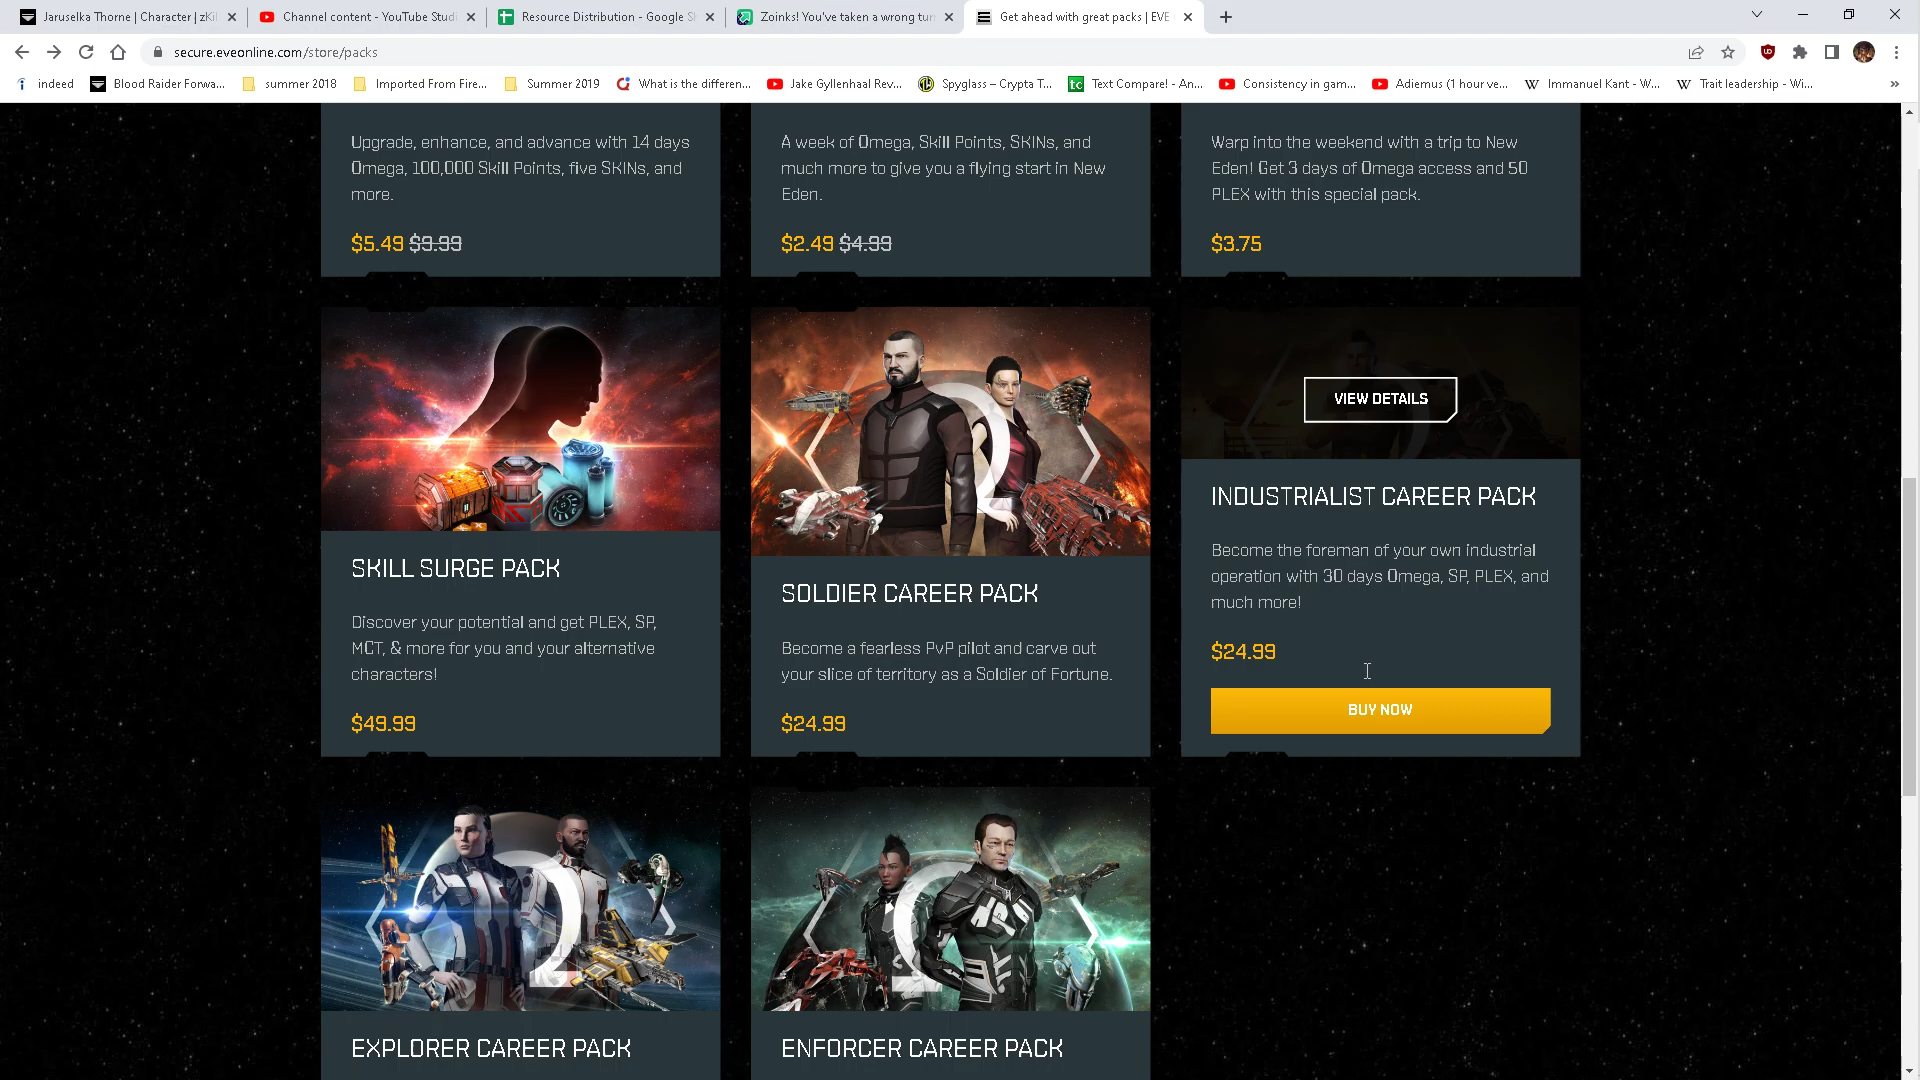 Jaruselka Thorne | Character | zKil
Channel content - YouTube Studi
Resource Distribution - Google S
Zoinks! You've taken a wrong tur
Get ahead with great packs | EVE
secure.eveonline.com/store/packs
indeed
Blood Raider Forwa...
summer 2018
Imported From Fire...
Summer 2019
What is the differen...
Jake Gyllenhaal Rev...
Spyglass – Crypta T...
Text Compare! - An...
Consistency in gam...
Adiemus (1 hour ve...
Immanuel Kant - W...
Trait leadership - Wi...
Upgrade, enhance, and advance with 14 days
Omega, 100,000 Skill Points, five SKINs, and
more.
$5.49 $9.99
A week of Omega, Skill Points, SKINs, and
much more to give you a flying start in New
Eden.
$2.49 $4.99
Warp into the weekend with a trip to New
Eden! Get 3 days of Omega access and 50
PLEX with this special pack.
$3.75
SKILL SURGE PACK
Discover your potential and get PLEX, SP,
MCT, & more for you and your alternative
characters!
$49.99
SOLDIER CAREER PACK
Become a fearless PvP pilot and carve out
your slice of territory as a Soldier of Fortune.
$24.99
VIEW DETAILS
INDUSTRIALIST CAREER PACK
Become the foreman of your own industrial
operation with 30 days Omega, SP, PLEX, and
much more!
$24.99
BUY NOW
EXPLORER CAREER PACK
ENFORCER CAREER PACK